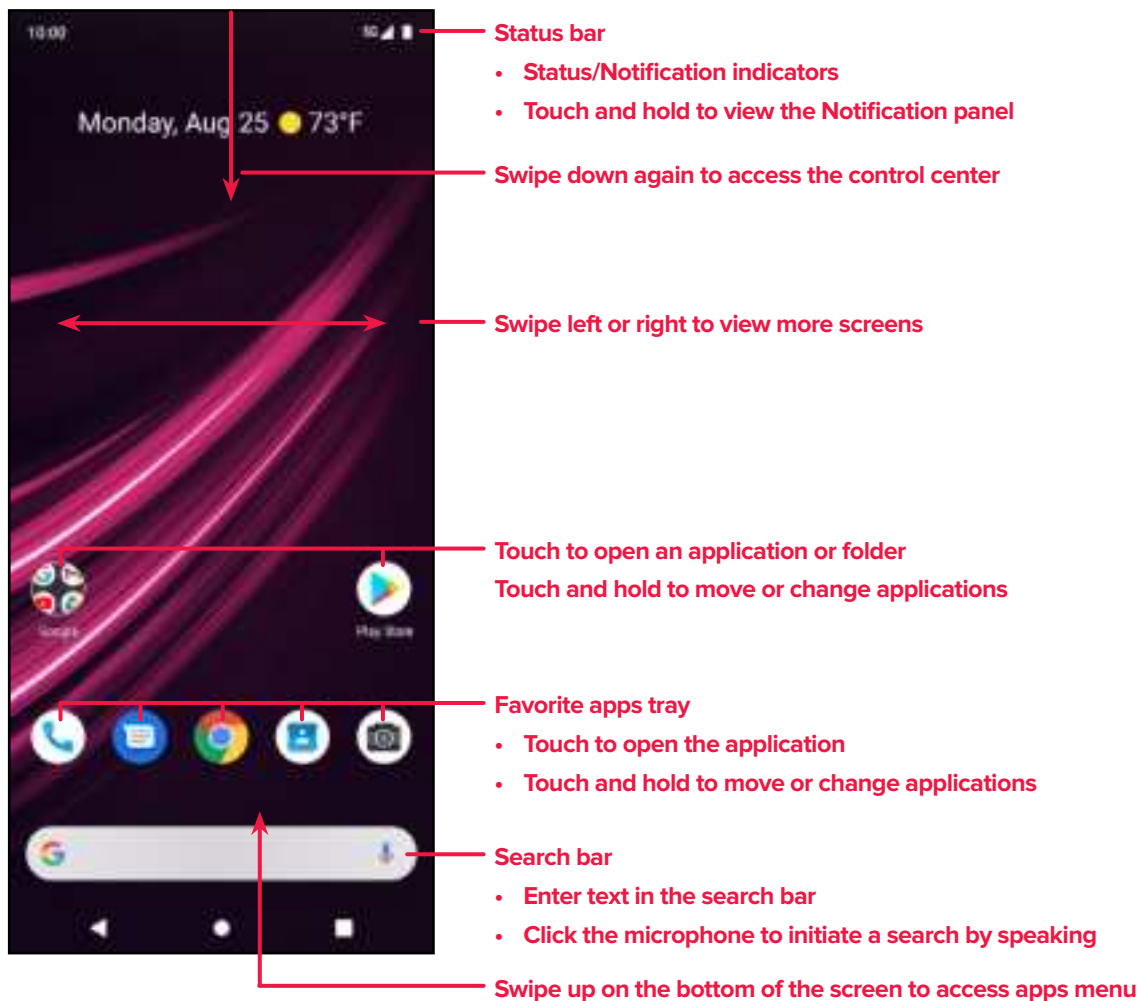 10:00 5G
Status bar
• Status/Notification indicators
• Touch and hold to view the Notification panel
Monday, Aug 25 73°F
Swipe down again to access the control center
Swipe left or right to view more screens
Touch to open an application or folder
Touch and hold to move or change applications
Google Play Store
Favorite apps tray
• Touch to open the application
• Touch and hold to move or change applications
G
Search bar
• Enter text in the search bar
• Click the microphone to initiate a search by speaking
Swipe up on the bottom of the screen to access apps menu